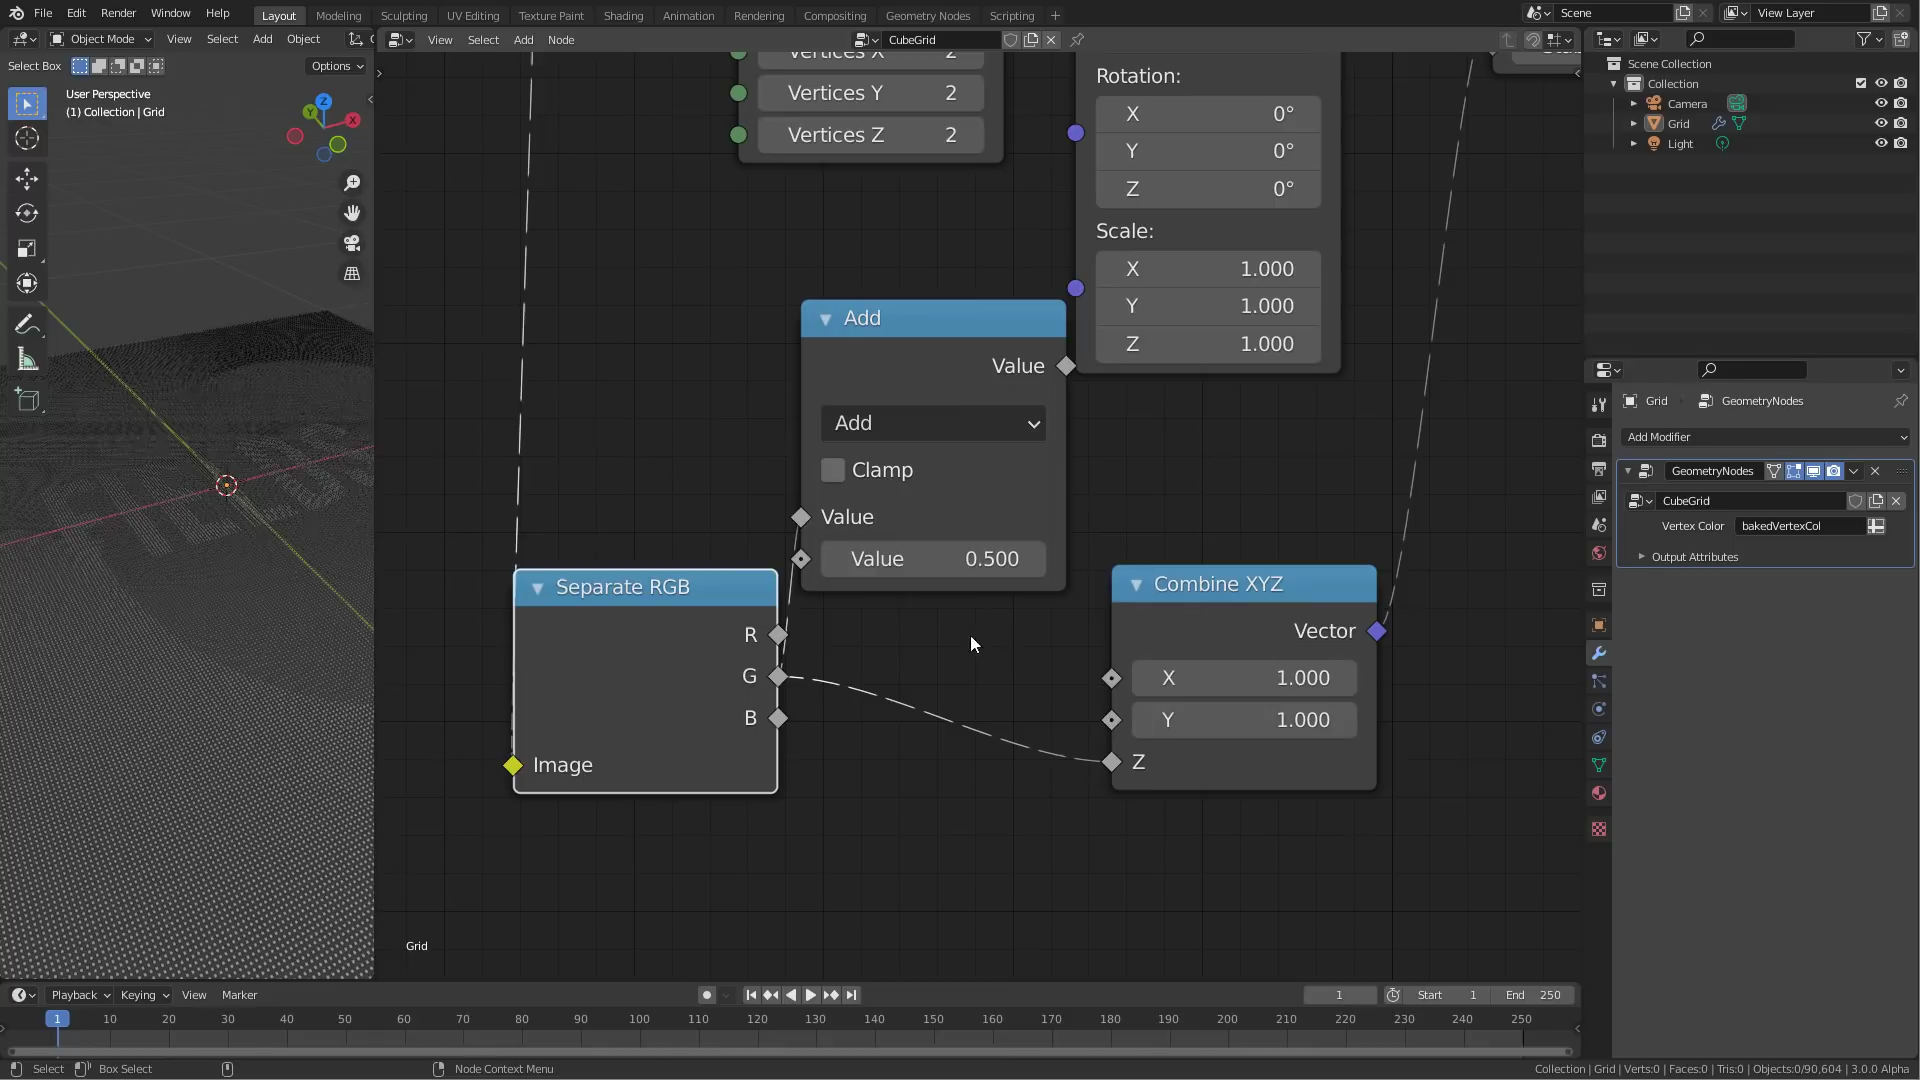 File Edit Render Window Help
Layout Modeling Sculpting UV Editing Texture Paint Shading Animation Rendering Compositing Geometry Nodes Scripting +
Scene
View Layer
Object Mode View Select Add Object
View Select Add Node
CubeGrid
Select Box
Options
User Perspective
(1) Collection | Grid
Z
Y
X
Vertices X 2
Vertices Y 2
Vertices Z 2
Rotation:
X 0°
Y 0°
Z 0°
Scale:
X 1.000
Y 1.000
Z 1.000
Add
Value
Add
Clamp
Value
Value 0.500
Separate RGB
R
G
B
Image
Combine XYZ
Vector
X 1.000
Y 1.000
Z
Grid
Scene Collection
Collection
Camera
Grid
Light
Grid GeometryNodes
Add Modifier
GeometryNodes
CubeGrid
Vertex Color bakedVertexCol
Output Attributes
Playback Keying View Marker
1 Start 1 End 250
1 10 20 30 40 50 60 70 80 90 100 110 120 130 140 150 160 170 180 190 200 210 220 230 240 250
Select Box Select Node Context Menu
Collection | Grid | Verts:0 | Faces:0 | Tris:0 | Objects:0/90,604 | 3.0.0 Alpha